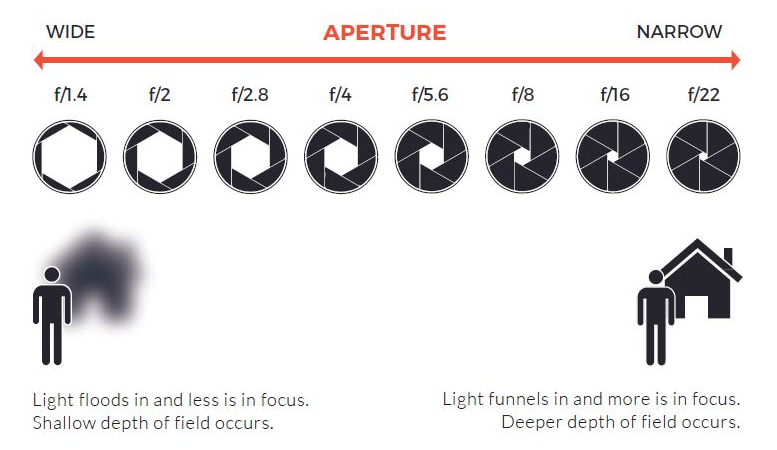 WIDE
APERTURE
NARROW
f/1.4
f/2
f/2.8
f/4
f/5.6
f/8
f/16
f/22
Light floods in and less is in focus.
Shallow depth of field occurs.
Light funnels in and more is in focus.
Deeper depth of field occurs.